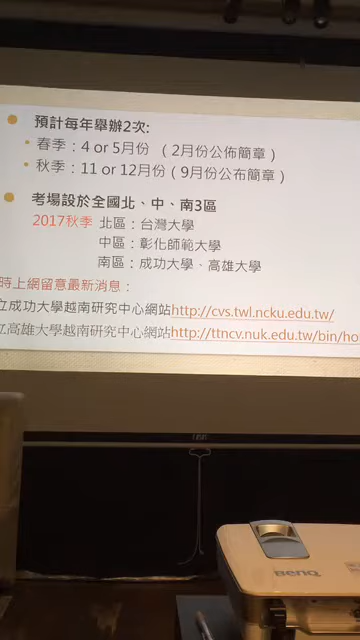 預計每年舉辦2次:
春季：4 or 5月份 （2月份公佈簡章）
秋季：11 or 12月份（9月份公布簡章）
考場設於全國北、中、南3區
2017秋季 北區：台灣大學
中區：彰化師範大學
南區：成功大學、高雄大學
時上網留意最新消息：
立成功大學越南研究中心網站http://cvs.twl.ncku.edu.tw/
立高雄大學越南研究中心網站http://ttncv.nuk.edu.tw/bin/ho
BenQ